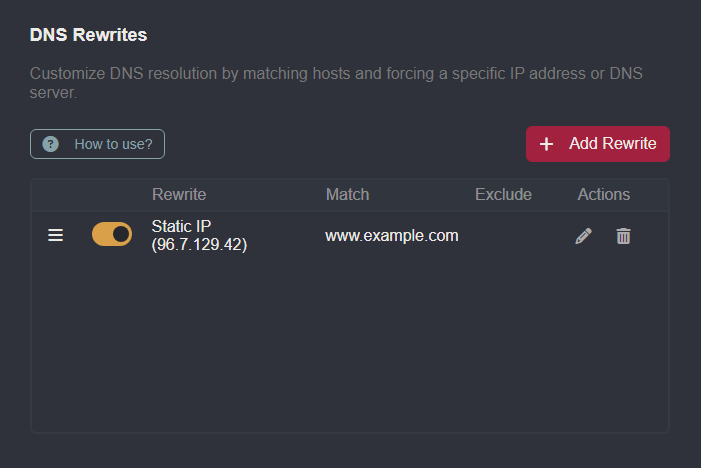 DNS Rewrites
Customize DNS resolution by matching hosts and forcing a specific IP address or DNS
server.
? How to use?
+ Add Rewrite
Rewrite Match Exclude Actions
Static IP
(96.7.129.42)
www.example.com